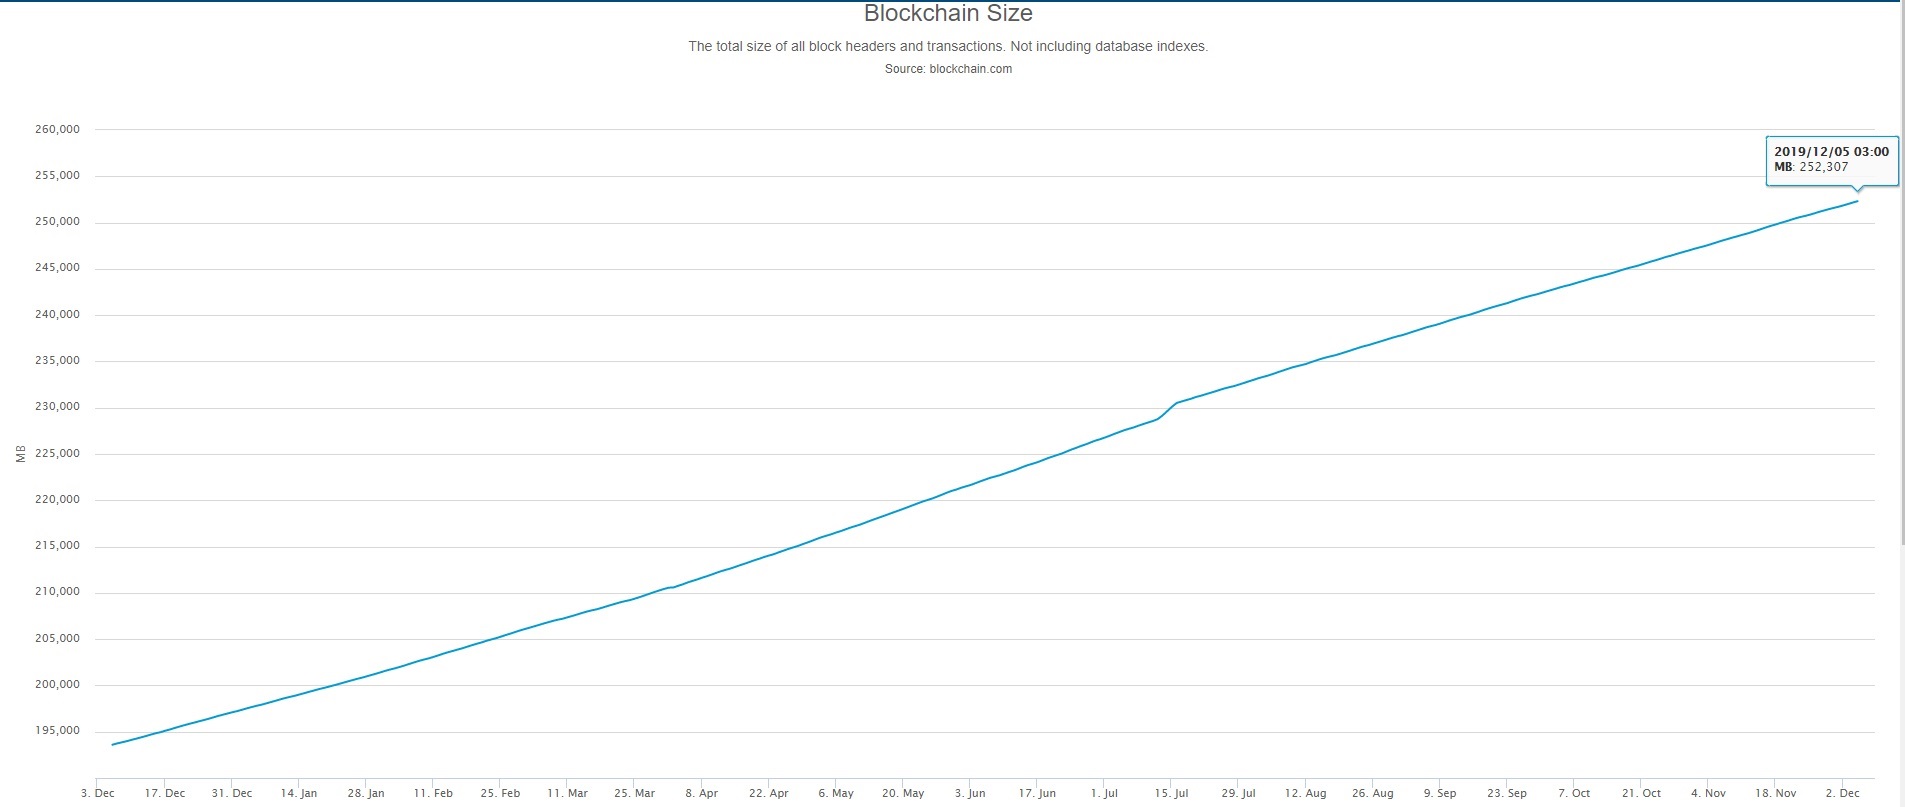 Blockchain Size
The total size of all block headers and transactions. Not including database indexes.
Source: blockchain.com
260,000
255,000
250,000
245,000
240,000
235,000
230,000
225,000
220,000
215,000
210,000
205,000
200,000
195,000
MB
2019/12/05 03:00
MB: 252,307
3. Dec 17. Dec 31. Dec 14. Jan 28. Jan 11. Feb 25. Feb 11. Mar 25. Mar 8. Apr 22. Apr 6. May 20. May 3. Jun 17. Jun 1. Jul 15. Jul 29. Jul 12. Aug 26. Aug 9. Sep 23. Sep 7. Oct 21. Oct 4. Nov 18. Nov 2. Dec